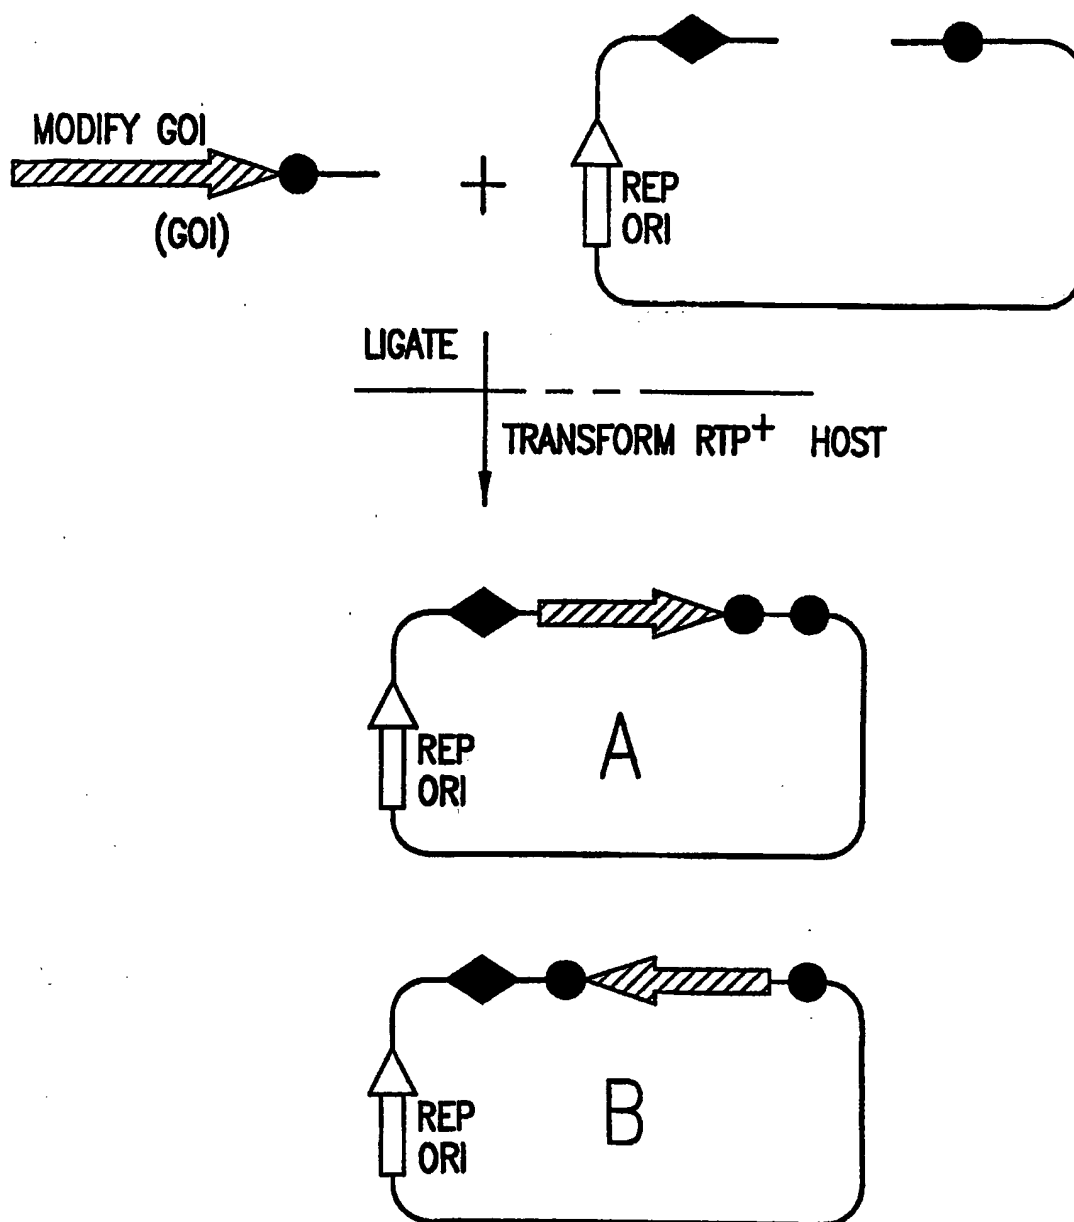 MODIFY GOI
(GOI)
+
REP
ORI
LIGATE
TRANSFORM RTP+ HOST
REP
ORI
A
REP
ORI
B